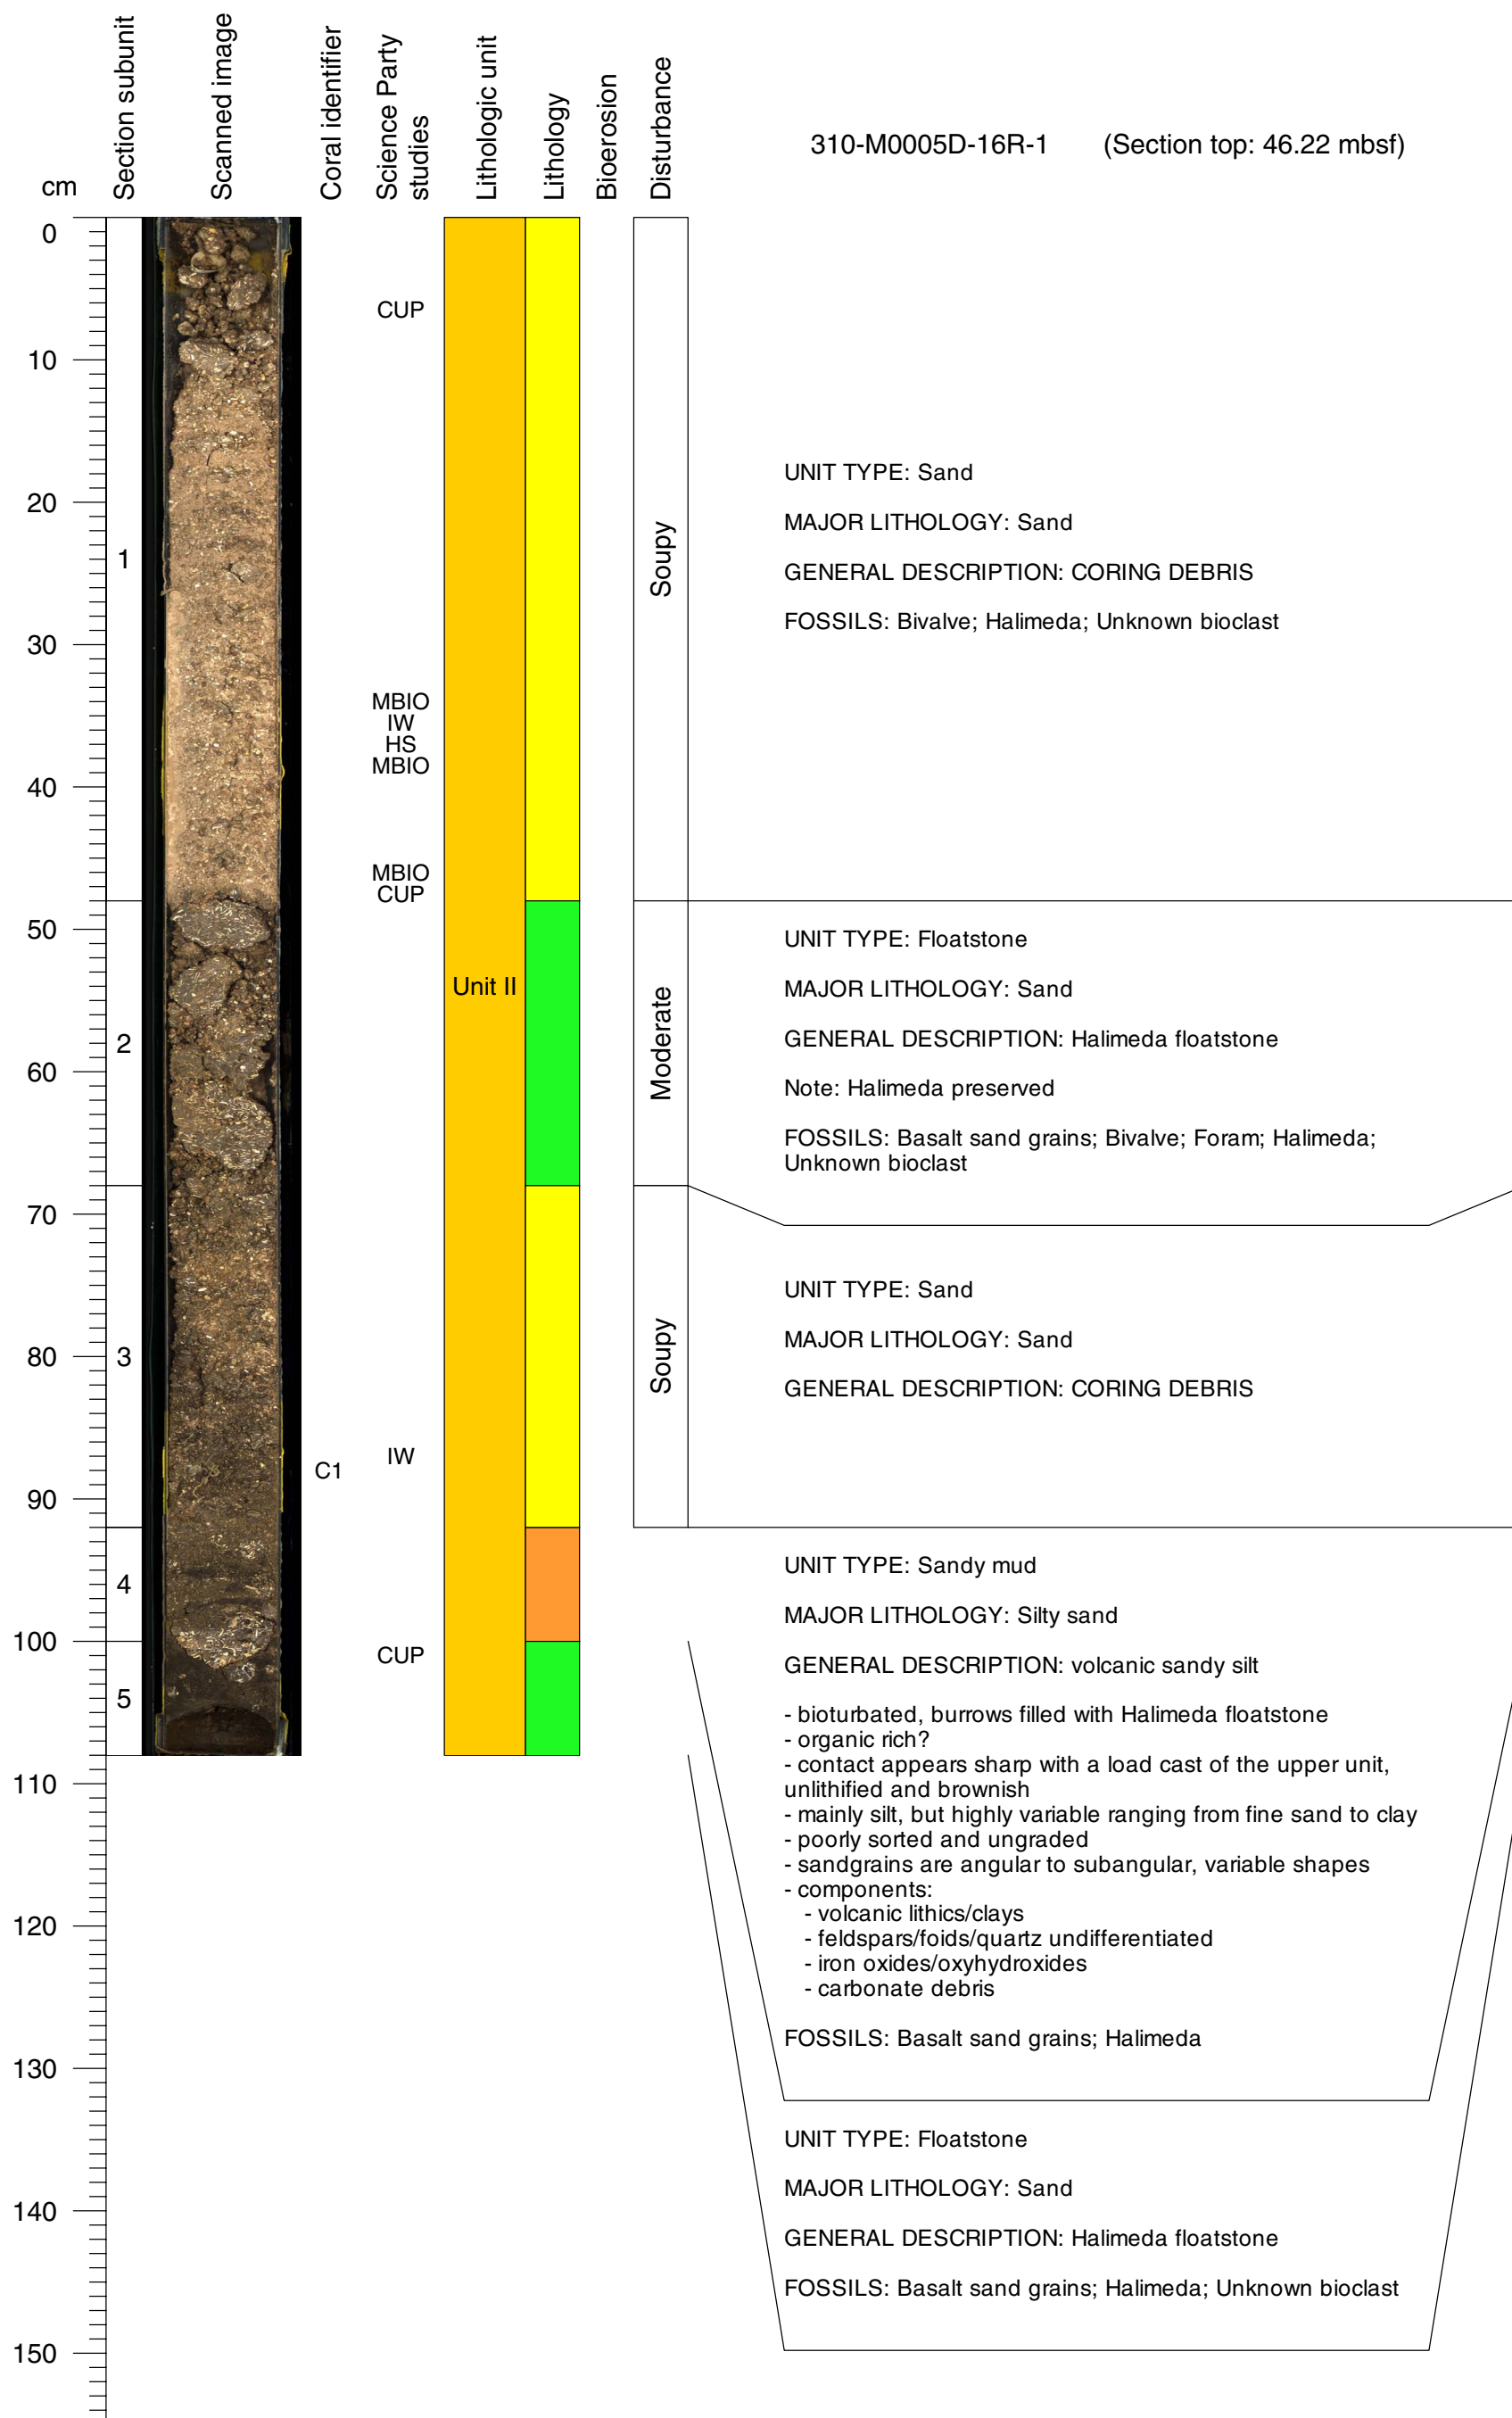 Section subunit
Scanned image
Coral identifier
Science Party
studies
Lithologic unit
Lithology
Bioerosion
Disturbance
310-M0005D-16R-1 (Section top: 46.22 mbsf)
cm
0
10
20
30
40
50
60
70
80
90
100
110
120
130
140
150
1
2
3
4
5
C1
CUP
MBIO
IW
HS
MBIO
MBIO
CUP
IW
CUP
Unit II
Soupy
Moderate
Soupy
UNIT TYPE: Sand
MAJOR LITHOLOGY: Sand
GENERAL DESCRIPTION: CORING DEBRIS
FOSSILS: Bivalve; Halimeda; Unknown bioclast
UNIT TYPE: Floatstone
MAJOR LITHOLOGY: Sand
GENERAL DESCRIPTION: Halimeda floatstone
Note: Halimeda preserved
FOSSILS: Basalt sand grains; Bivalve; Foram; Halimeda;
Unknown bioclast
UNIT TYPE: Sand
MAJOR LITHOLOGY: Sand
GENERAL DESCRIPTION: CORING DEBRIS
UNIT TYPE: Sandy mud
MAJOR LITHOLOGY: Silty sand
GENERAL DESCRIPTION: volcanic sandy silt
- bioturbated, burrows filled with Halimeda floatstone
- organic rich?
- contact appears sharp with a load cast of the upper unit,
unlithified and brownish
- mainly silt, but highly variable ranging from fine sand to clay
- poorly sorted and ungraded
- sandgrains are angular to subangular, variable shapes
- components:
- volcanic lithics/clays
- feldspars/foids/quartz undifferentiated
- iron oxides/oxyhydroxides
- carbonate debris
FOSSILS: Basalt sand grains; Halimeda
UNIT TYPE: Floatstone
MAJOR LITHOLOGY: Sand
GENERAL DESCRIPTION: Halimeda floatstone
FOSSILS: Basalt sand grains; Halimeda; Unknown bioclast